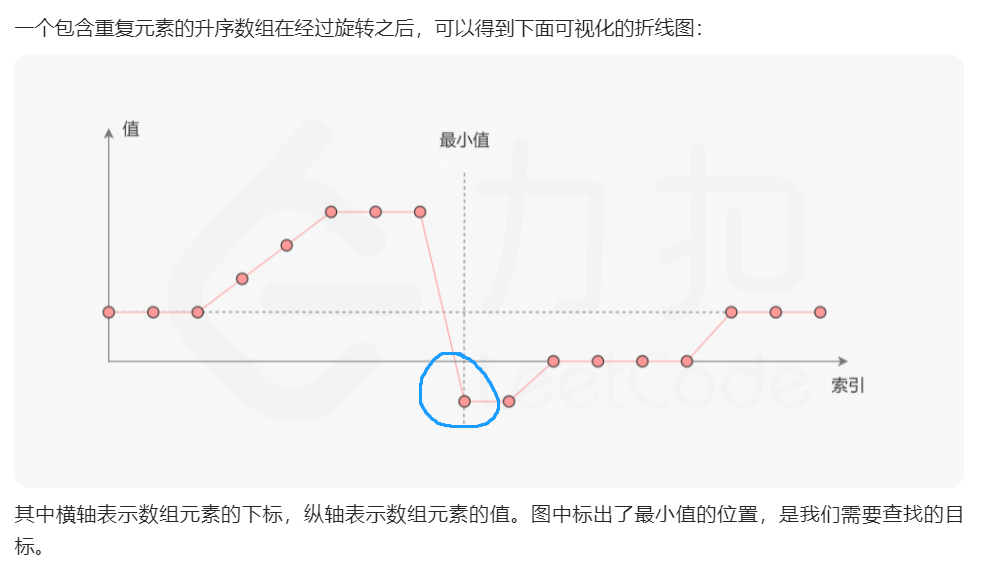 一个包含重复元素的升序数组在经过旋转之后，可以得到下面可视化的折线图：
值
最小值
力扣
LeetCode
索引
其中横轴表示数组元素的下标，纵轴表示数组元素的值。图中标出了最小值的位置，是我们需要查找的目
标。